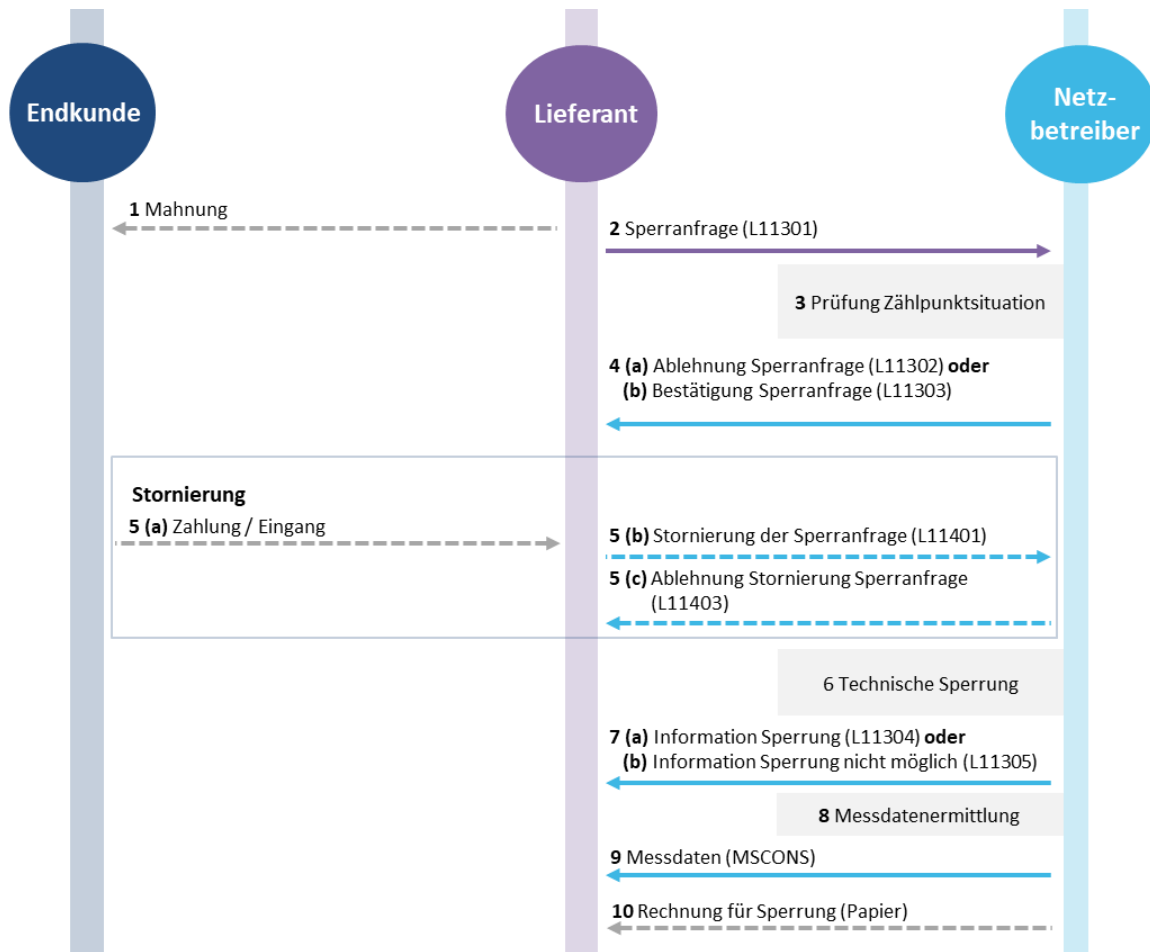 Endkunde
Lieferant
Netz-
betreiber
1 Mahnung
2 Sperranfrage (L11301)
3 Prüfung Zählpunktsituation
4 (a) Ablehnung Sperranfrage (L11302) oder
(b) Bestätigung Sperranfrage (L11303)
Stornierung
5 (a) Zahlung / Eingang
5 (b) Stornierung der Sperranfrage (L11401)
5 (c) Ablehnung Stornierung Sperranfrage
(L11403)
6 Technische Sperrung
7 (a) Information Sperrung (L11304) oder
(b) Information Sperrung nicht möglich (L11305)
8 Messdatenermittlung
9 Messdaten (MSCONS)
10 Rechnung für Sperrung (Papier)